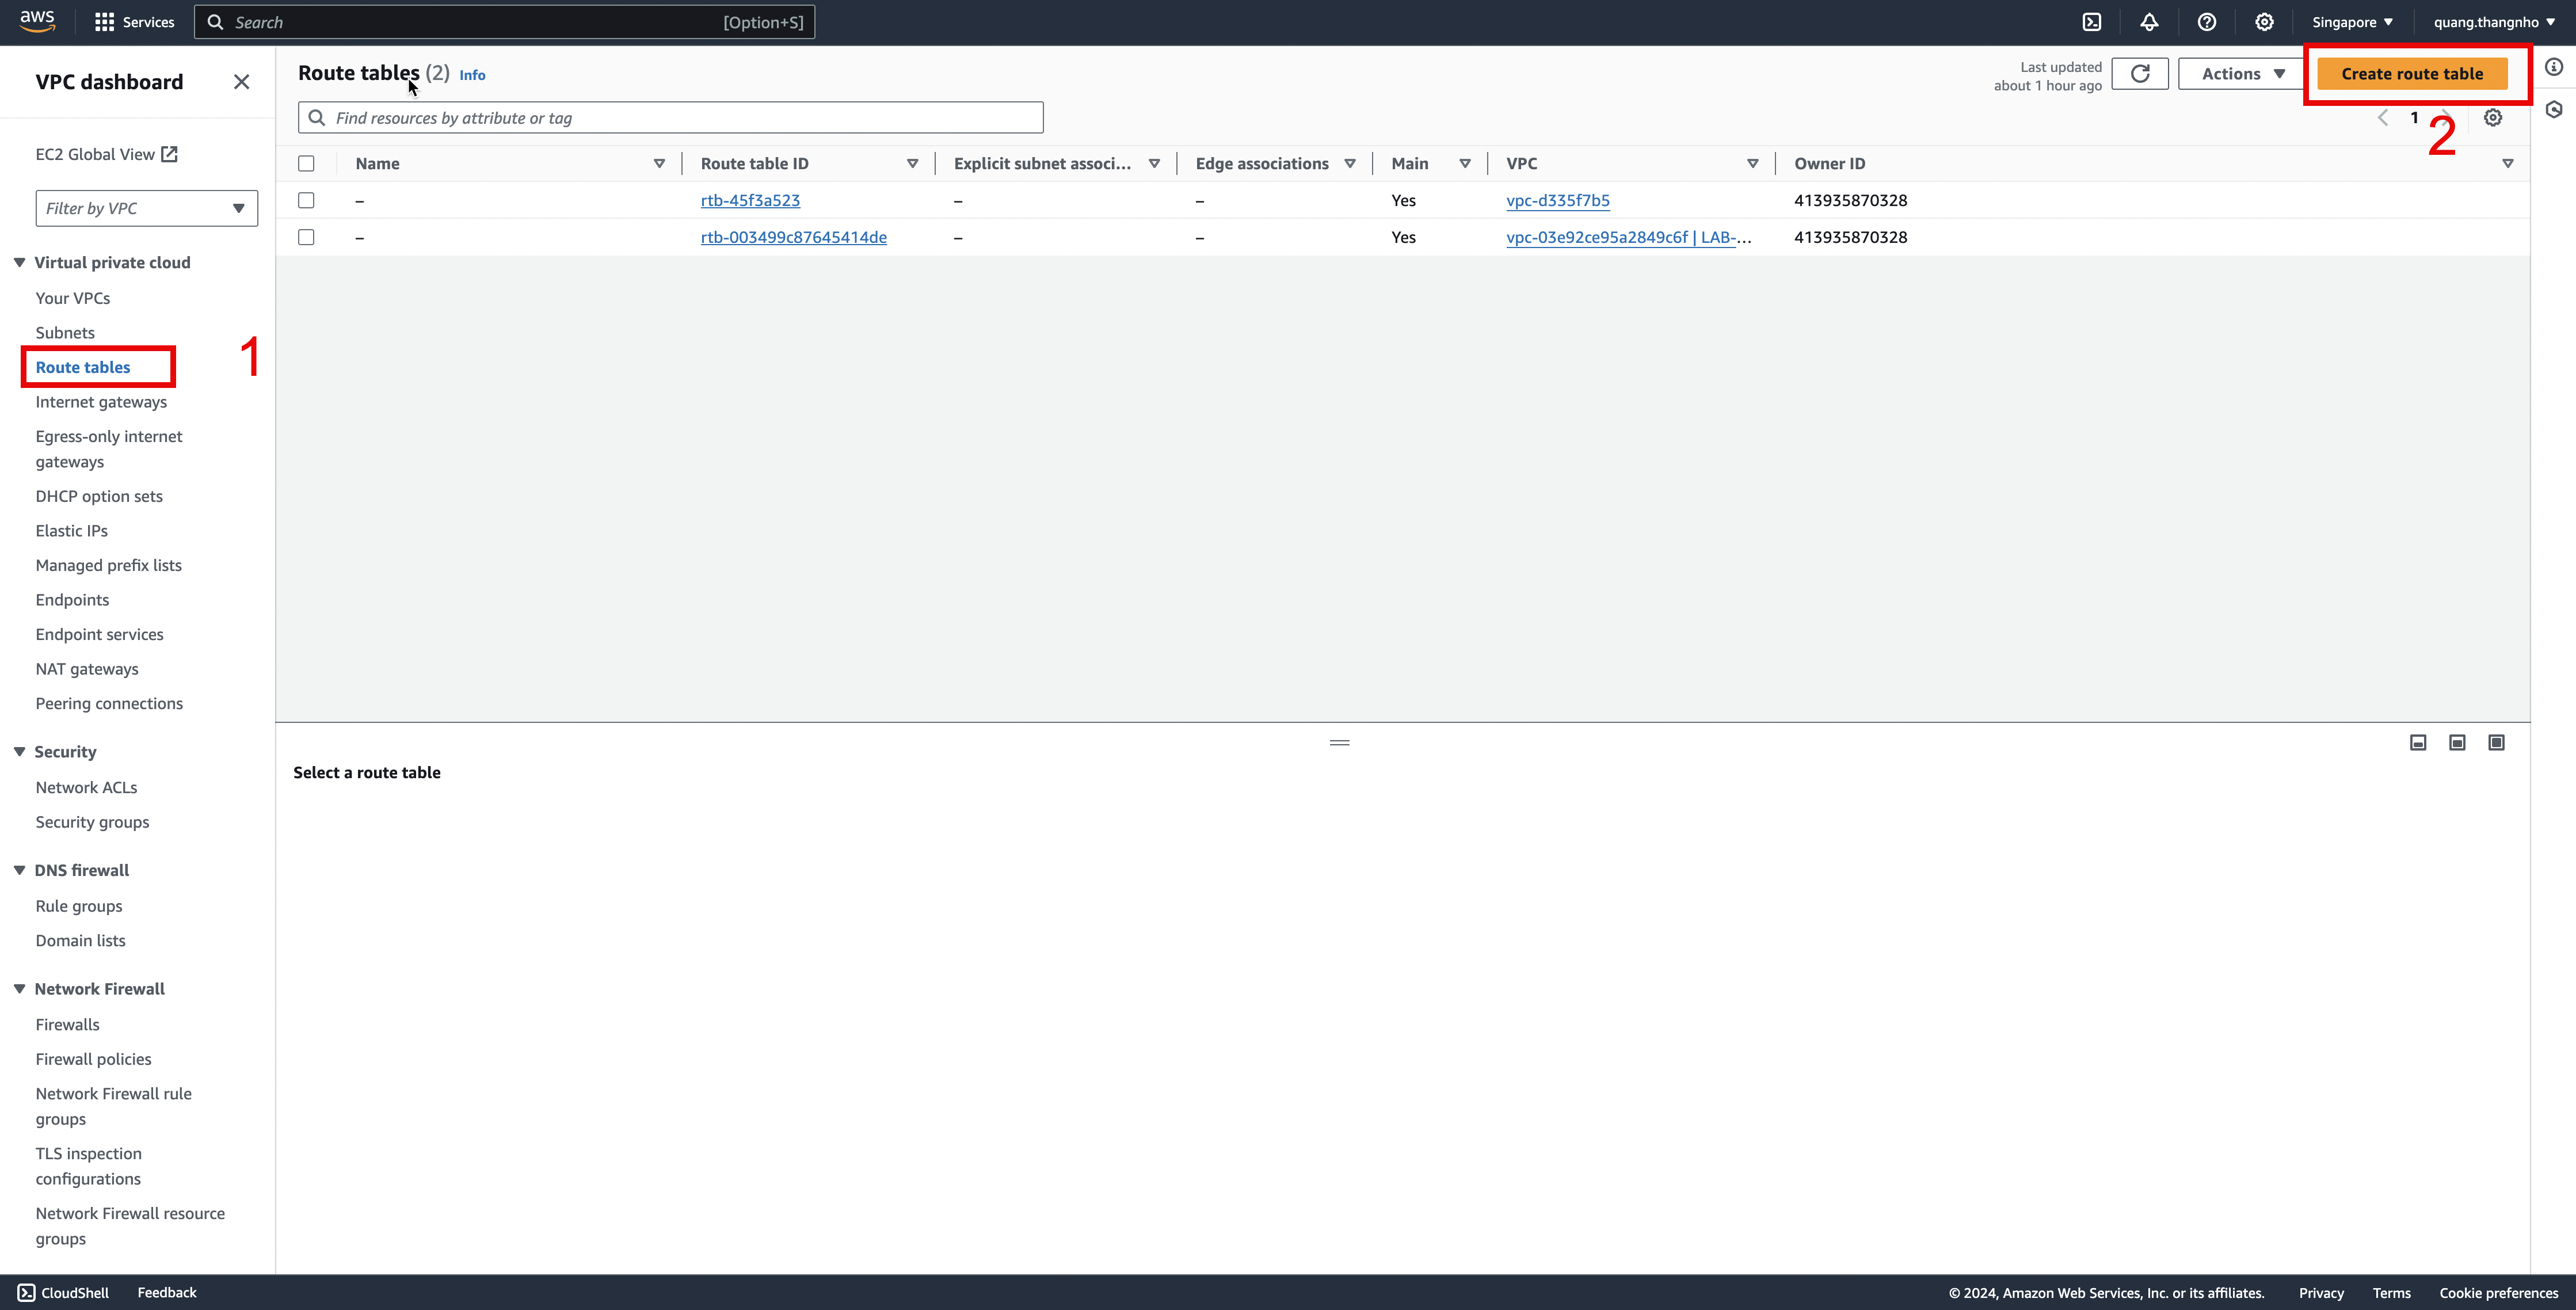 aws
Services
Search
[Option+S]
Singapore
quang.thangnho
VPC dashboard
EC2 Global View
Filter by VPC
Virtual private cloud
Your VPCs
Subnets
Route tables
1
Internet gateways
Egress-only internet
gateways
DHCP option sets
Elastic IPs
Managed prefix lists
Endpoints
Endpoint services
NAT gateways
Peering connections
Security
Network ACLs
Security groups
DNS firewall
Rule groups
Domain lists
Network Firewall
Firewalls
Firewall policies
Network Firewall rule
groups
TLS inspection
configurations
Network Firewall resource
groups
Route tables (2) Info
Last updated
about 1 hour ago
Actions
Create route table
Find resources by attribute or tag
1
2
Name Route table ID Explicit subnet associ... Edge associations Main VPC Owner ID
– rtb-45f3a523 – – Yes vpc-d335f7b5 413935870328
– rtb-003499c87645414de – – Yes vpc-03e92ce95a2849c6f | LAB-... 413935870328
Select a route table
CloudShell
Feedback
© 2024, Amazon Web Services, Inc. or its affiliates.
Privacy
Terms
Cookie preferences